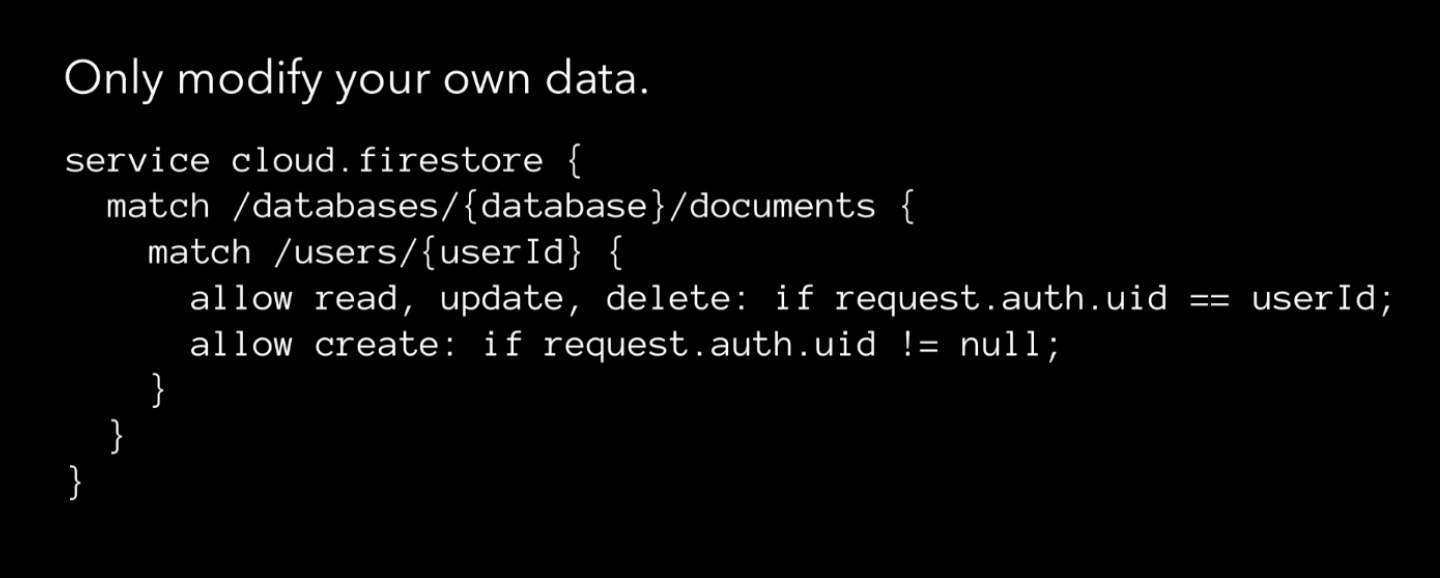 Only modify your own data.
service cloud.firestore {
  match /databases/{database}/documents {
    match /users/{userId} {
      allow read, update, delete: if request.auth.uid == userId;
      allow create: if request.auth.uid != null;
    }
  }
}